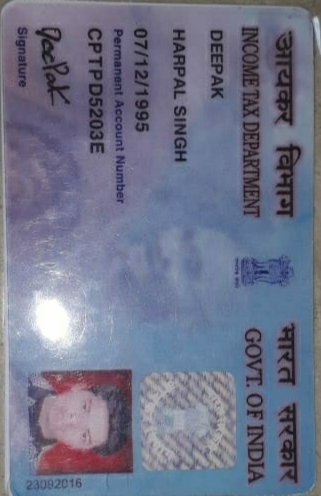 आयकर विभाग
INCOME TAX DEPARTMENT
भारत सरकार
GOVT. OF INDIA
DEEPAK
HARPAL SINGH
07/12/1995
Permanent Account Number
CPTPD5203E
Deepak
Signature
23092016